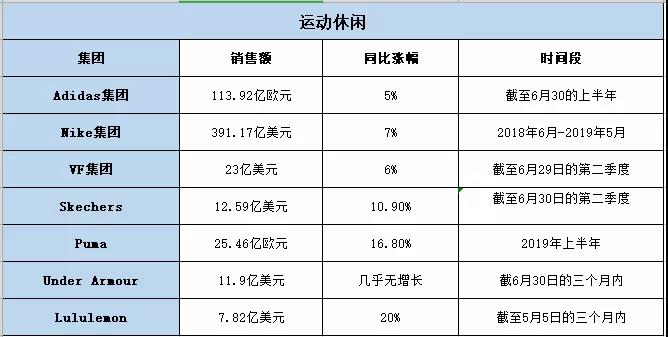 运动休闲
集团 销售额 同比涨幅 时间段
Adidas集团 113.92亿欧元 5% 截至6月30的上半年
Nike集团 391.17亿美元 7% 2018年6月-2019年5月
VF集团 23亿美元 6% 截至6月29日的第二季度
Skechers 12.59亿美元 10.90% 截至6月30日的第二季度
Puma 25.46亿欧元 16.80% 2019年上半年
Under Armour 11.9亿美元 几乎无增长 截6月30日的三个月内
Lululemon 7.82亿美元 20% 截至5月5日的三个月内